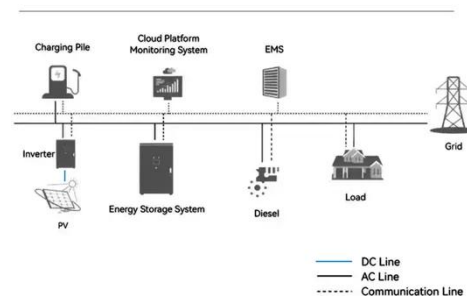 Charging Pile
Cloud Platform
Monitoring System
EMS
Grid
Inverter
PV
Energy Storage System
Diesel
Load
DC Line
AC Line
Communication Line